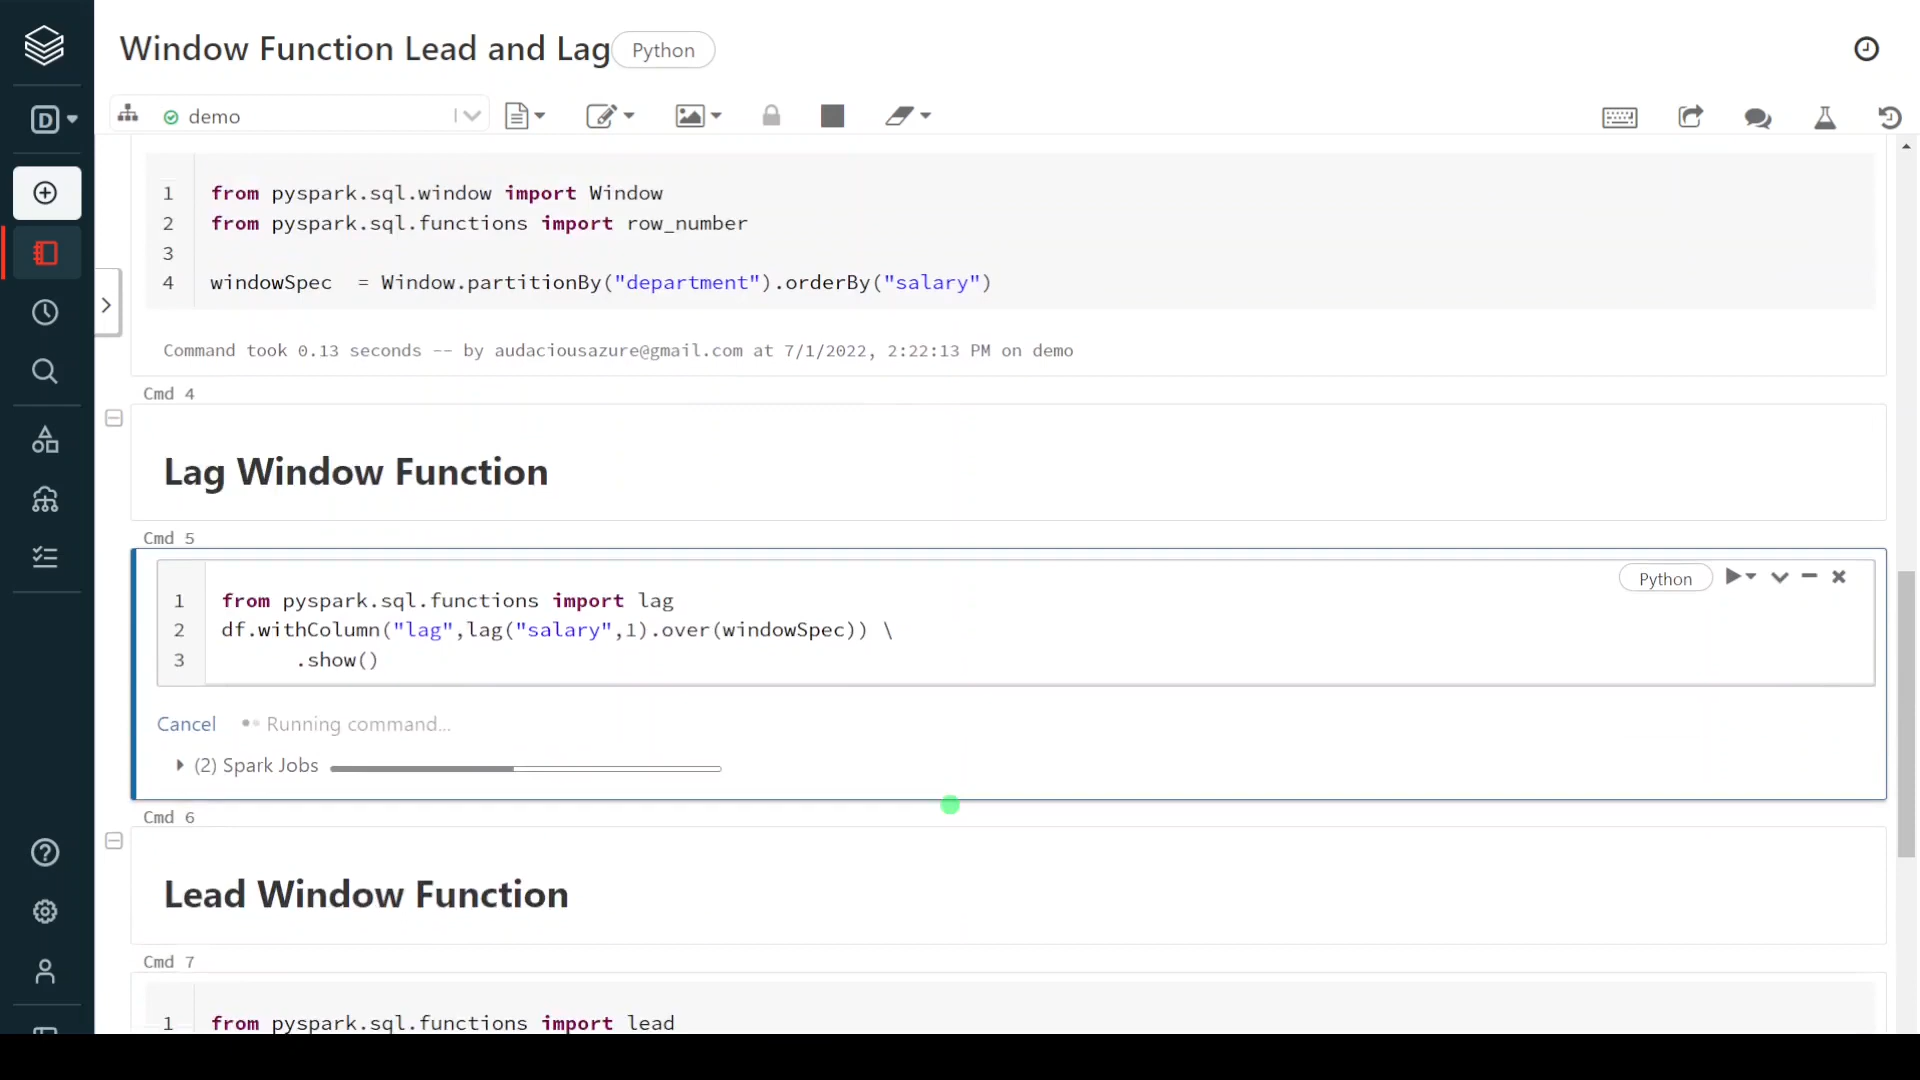 Window Function Lead and Lag Python
demo
1 from pyspark.sql.window import Window
2 from pyspark.sql.functions import row_number
3
4 windowSpec  = Window.partitionBy("department").orderBy("salary")
Command took 0.13 seconds -- by audaciousazure@gmail.com at 7/1/2022, 2:22:13 PM on demo
Cmd 4
Lag Window Function
Cmd 5
Python
1 from pyspark.sql.functions import lag
2 df.withColumn("lag",lag("salary",1).over(windowSpec)) \
3       .show()
Cancel Running command...
(2) Spark Jobs
Cmd 6
Lead Window Function
Cmd 7
1 from pyspark.sql.functions import lead